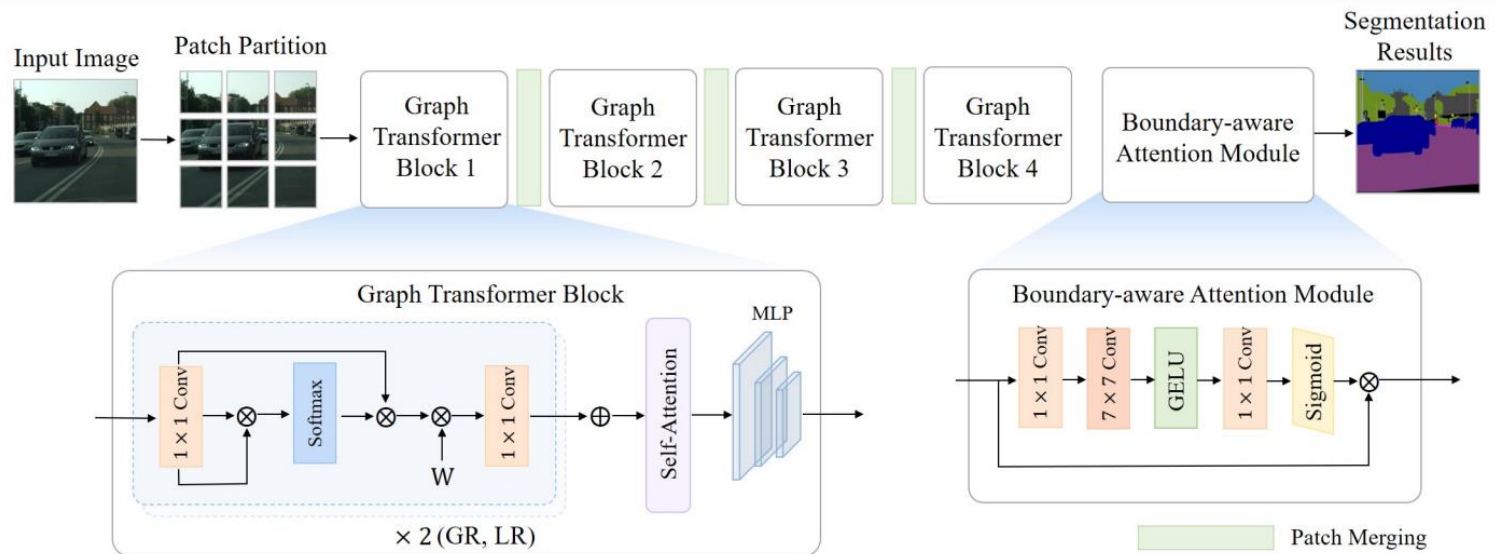 Input Image
Patch Partition
Graph
Transformer
Block 1
Graph
Transformer
Block 2
Graph
Transformer
Block 3
Graph
Transformer
Block 4
Boundary-aware
Attention Module
Segmentation
Results
Graph Transformer Block
1 × 1 Conv
Softmax
W
1 × 1 Conv
Self-Attention
MLP
× 2 (GR, LR)
Boundary-aware Attention Module
1 × 1 Conv
7 × 7 Conv
GELU
1 × 1 Conv
Sigmoid
Patch Merging